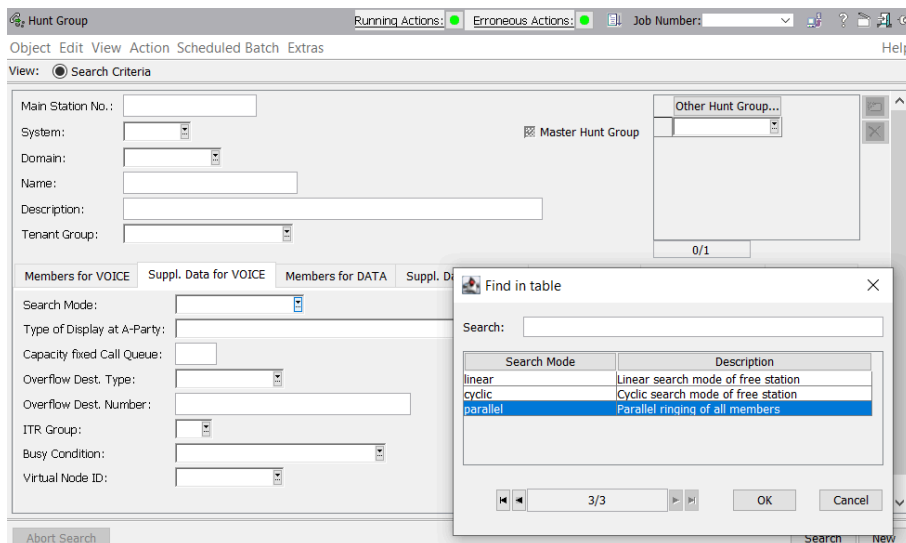 Hunt Group Running Actions: Erroneous Actions: Job Number:
Object Edit View Action Scheduled Batch Extras Help
View: Search Criteria
Main Station No.:
Other Hunt Group...
System:
Master Hunt Group
Domain:
Name:
Description:
Tenant Group:
0/1
Members for VOICE Suppl. Data for VOICE Members for DATA Suppl.
Search Mode:
Type of Display at A-Party:
Capacity fixed Call Queue:
Overflow Dest. Type:
Overflow Dest. Number:
ITR Group:
Busy Condition:
Virtual Node ID:
Find in table
Search:
Search Mode Description
linear Linear search mode of free station
cyclic Cyclic search mode of free station
parallel Parallel ringing of all members
3/3 OK Cancel
Abort Search Search New